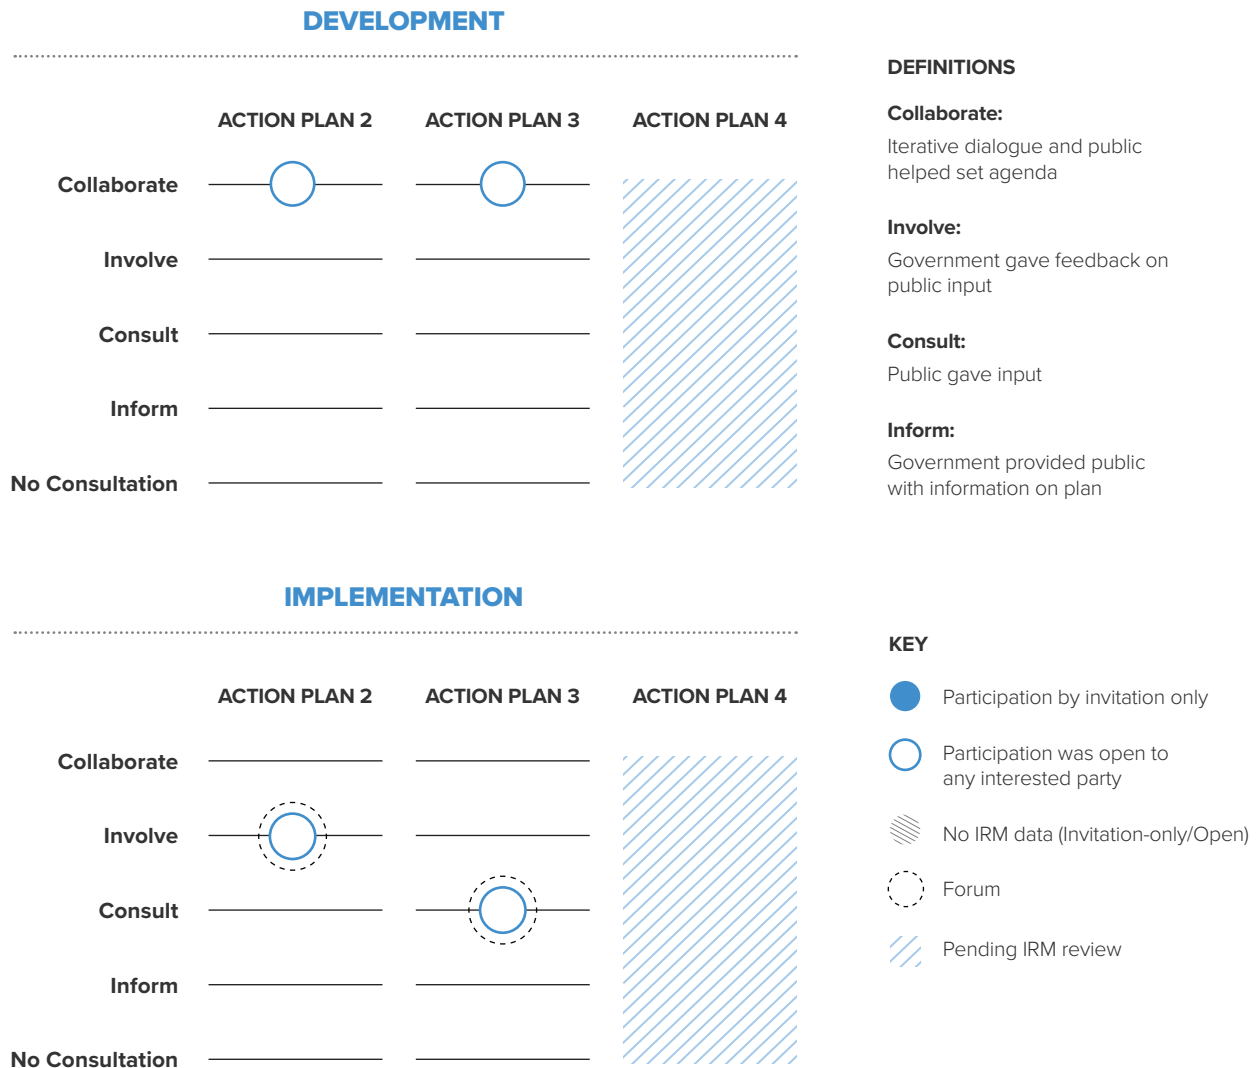 DEVELOPMENT
ACTION PLAN 2
ACTION PLAN 3
ACTION PLAN 4
Collaborate
Involve
Consult
Inform
No Consultation
DEFINITIONS
Collaborate:
Iterative dialogue and public
helped set agenda
Involve:
Government gave feedback on
public input
Consult:
Public gave input
Inform:
Government provided public
with information on plan
IMPLEMENTATION
ACTION PLAN 2
ACTION PLAN 3
ACTION PLAN 4
Collaborate
Involve
Consult
Inform
No Consultation
KEY
Participation by invitation only
Participation was open to
any interested party
No IRM data (Invitation-only/Open)
Forum
Pending IRM review